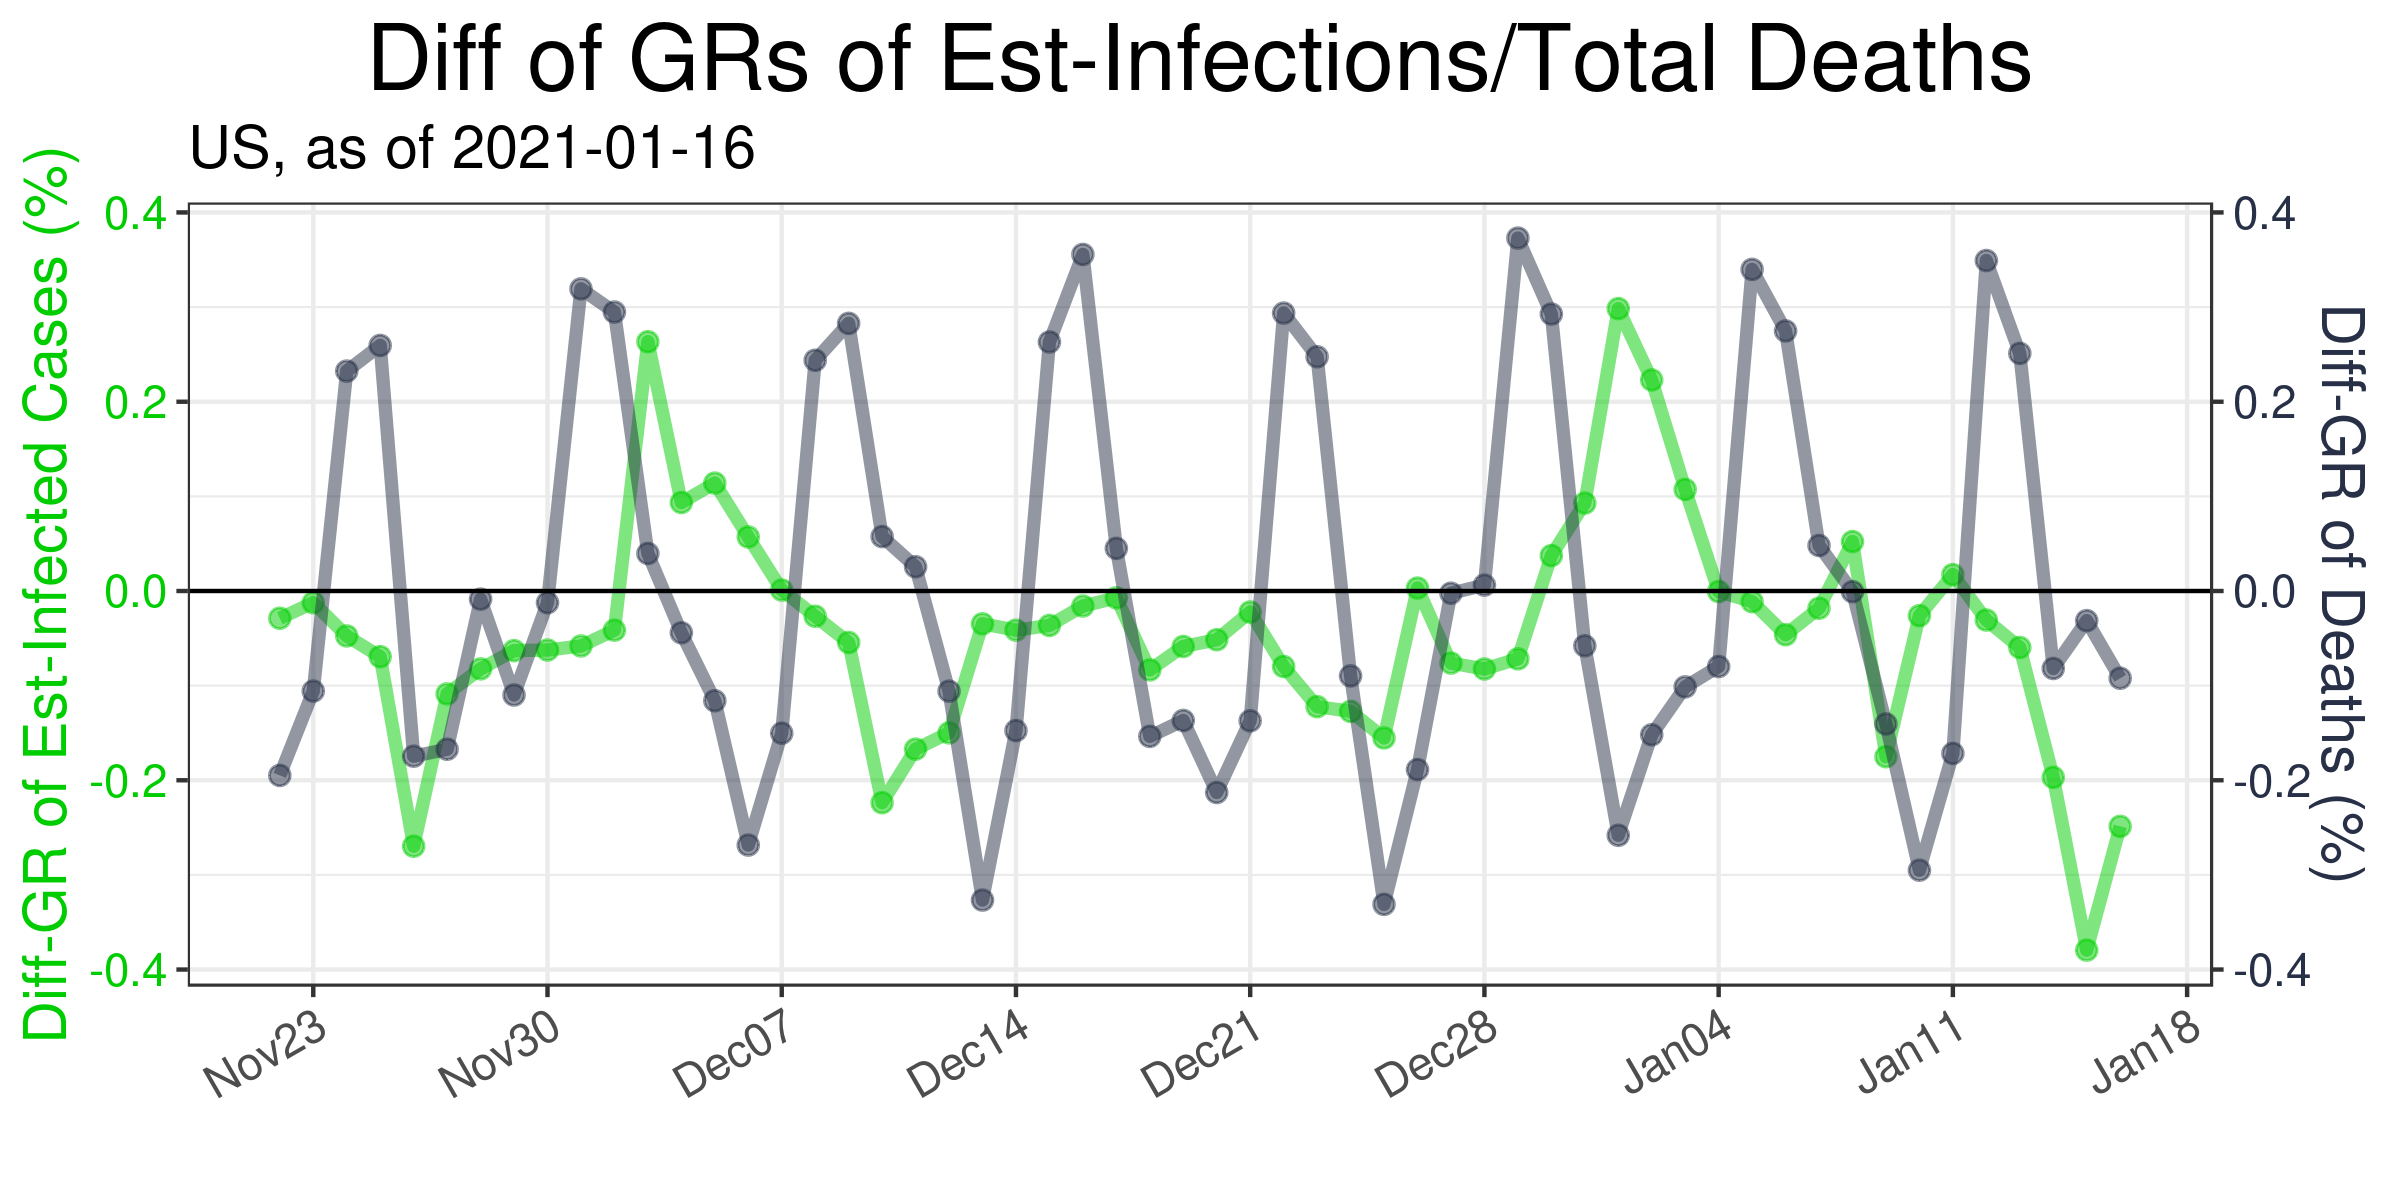 Diff of GRs of Est-Infections/Total Deaths
US, as of 2021-01-16
Diff-GR of Est-Infected Cases (%)
0.4
0.2
0.0
-0.2
-0.4
0.4
0.2
0.0
-0.2
-0.4
Diff-GR of Deaths (%)
Nov23 Nov30 Dec07 Dec14 Dec21 Dec28 Jan04 Jan11 Jan18